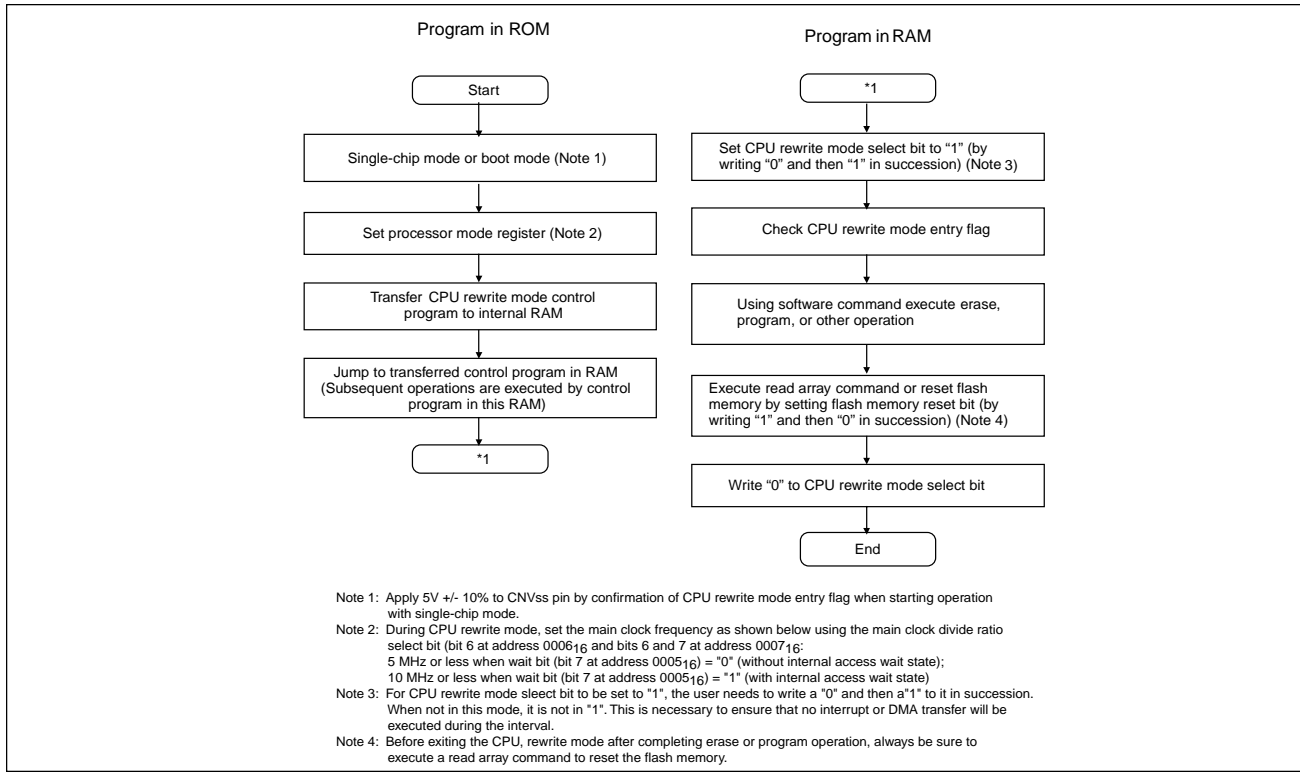 Program in ROM
Start
Single-chip mode or boot mode (Note 1)
Set processor mode register (Note 2)
Transfer CPU rewrite mode control
program to internal RAM
Jump to transferred control program in RAM
(Subsequent operations are executed by control
program in this RAM)
*1
Program in RAM
*1
Set CPU rewrite mode select bit to “1” (by
writing “0” and then “1” in succession) (Note 3)
Check CPU rewrite mode entry flag
Using software command execute erase,
program, or other operation
Execute read array command or reset flash
memory by setting flash memory reset bit (by
writing “1” and then “0” in succession) (Note 4)
Write “0” to CPU rewrite mode select bit
End
Note 1: Apply 5V +/- 10% to CNVss pin by confirmation of CPU rewrite mode entry flag when starting operation
with single-chip mode.
Note 2: During CPU rewrite mode, set the main clock frequency as shown below using the main clock divide ratio
select bit (bit 6 at address 000616 and bits 6 and 7 at address 000716:
5 MHz or less when wait bit (bit 7 at address 000516) = "0" (without internal access wait state);
10 MHz or less when wait bit (bit 7 at address 000516) = "1" (with internal access wait state)
Note 3: For CPU rewrite mode sleect bit to be set to "1", the user needs to write a "0" and then a"1" to it in succession.
When not in this mode, it is not in "1". This is necessary to ensure that no interrupt or DMA transfer will be
executed during the interval.
Note 4: Before exiting the CPU, rewrite mode after completing erase or program operation, always be sure to
execute a read array command to reset the flash memory.